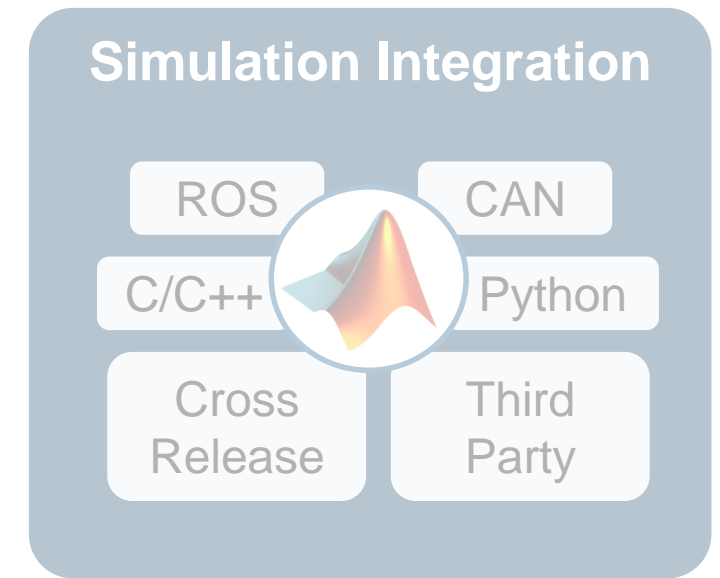 Simulation Integration
ROS
CAN
C/C++
Python
Cross
Release
Third
Party